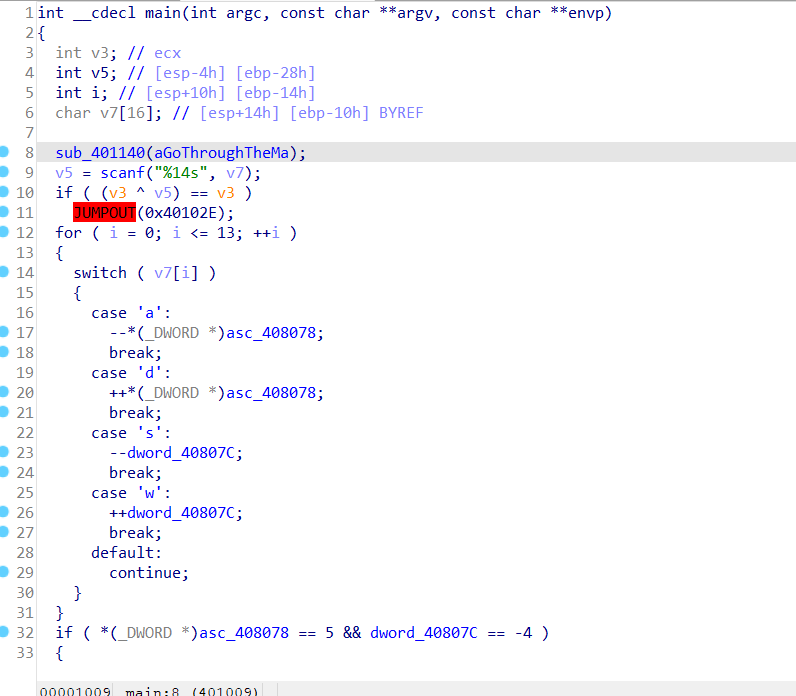 1 int __cdecl main(int argc, const char **argv, const char **envp)
2 {
3   int v3; // ecx
4   int v5; // [esp-4h] [ebp-28h]
5   int i; // [esp+10h] [ebp-14h]
6   char v7[16]; // [esp+14h] [ebp-10h] BYREF
7
8   sub_401140(aGoThroughTheMa);
9   v5 = scanf("%14s", v7);
10   if ( (v3 ^ v5) == v3 )
11     JUMPOUT(0x40102E);
12   for ( i = 0; i <= 13; ++i )
13   {
14     switch ( v7[i] )
15     {
16       case 'a':
17         --*(_DWORD *)asc_408078;
18         break;
19       case 'd':
20         ++*(_DWORD *)asc_408078;
21         break;
22       case 's':
23         --dword_40807C;
24         break;
25       case 'w':
26         ++dword_40807C;
27         break;
28       default:
29         continue;
30     }
31   }
32   if ( *(_DWORD *)asc_408078 == 5 && dword_40807C == -4 )
33   {
00001009 main:8 (401009)